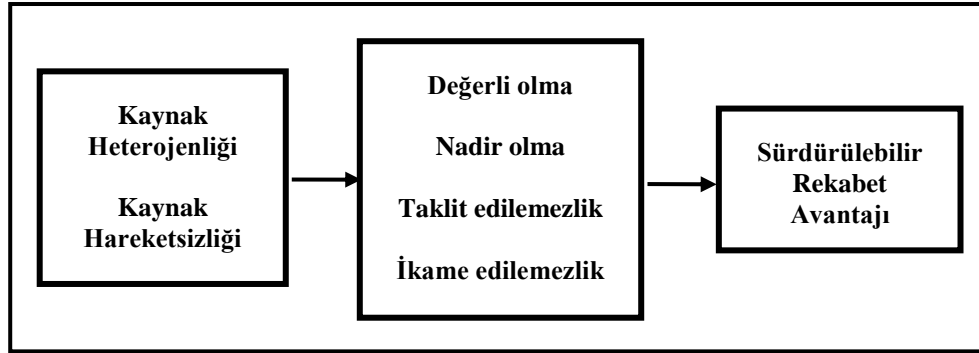 Kaynak
Heterojenliği
Kaynak
Hareketsizliği
Değerli olma
Nadir olma
Taklit edilemezlik
İkame edilemezlik
Sürdürülebilir
Rekabet
Avantajı